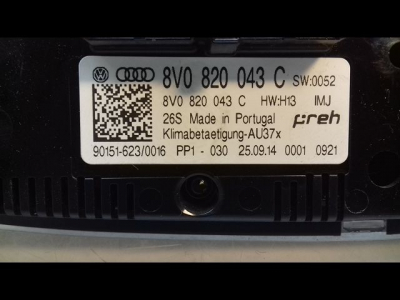 8V0 820 043 C SW:0052
8V0 820 043 C HW:H13 IMJ
26S Made in Portugal preh
Klimabetaetigung-AU37x
90151-623/0016 PP1 - 030 25.09.14 0001 0921